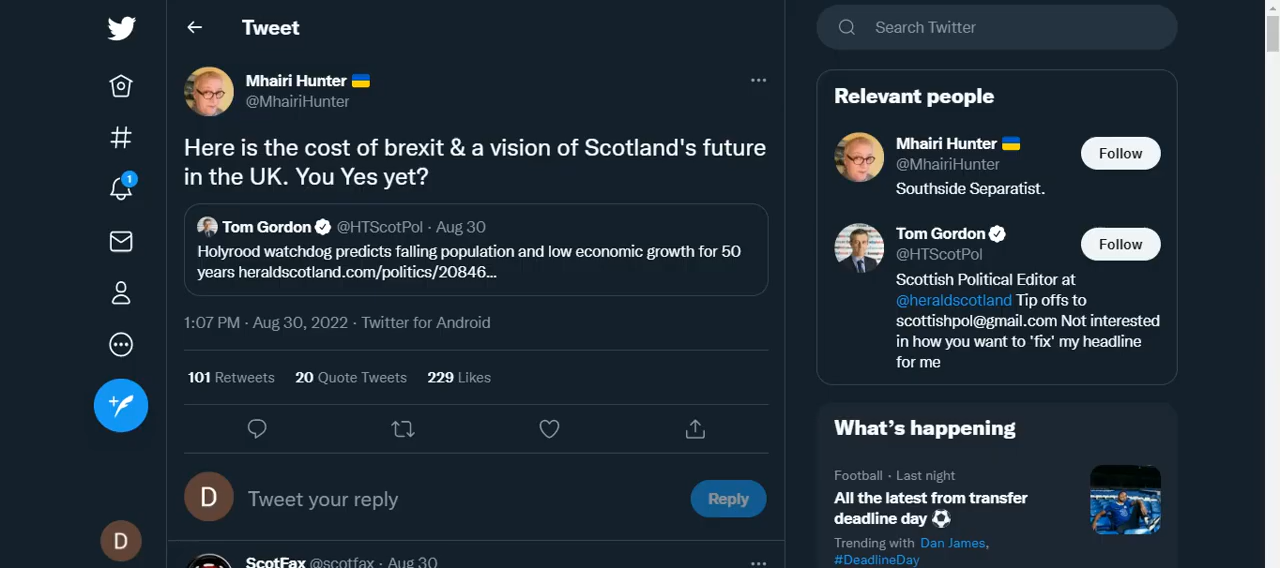 Tweet
Mhairi Hunter 🇺🇦
@MhairiHunter
Here is the cost of brexit & a vision of Scotland's future
in the UK. You Yes yet?
Tom Gordon @HTScotPol · Aug 30
Holyrood watchdog predicts falling population and low economic growth for 50
years heraldscotland.com/politics/20846...
1:07 PM · Aug 30, 2022 · Twitter for Android
101 Retweets 20 Quote Tweets 229 Likes
D
Tweet your reply
Reply
ScotFax @scotfax · Aug 30
1
D
Search Twitter
Relevant people
Mhairi Hunter 🇺🇦
@MhairiHunter
Follow
Southside Separatist.
Tom Gordon
@HTScotPol
Follow
Scottish Political Editor at
@heraldscotland Tip offs to
scottishpol@gmail.com Not interested
in how you want to 'fix' my headline
for me
What's happening
Football · Last night
All the latest from transfer
deadline day ⚽
Trending with Dan James,
#DeadlineDay